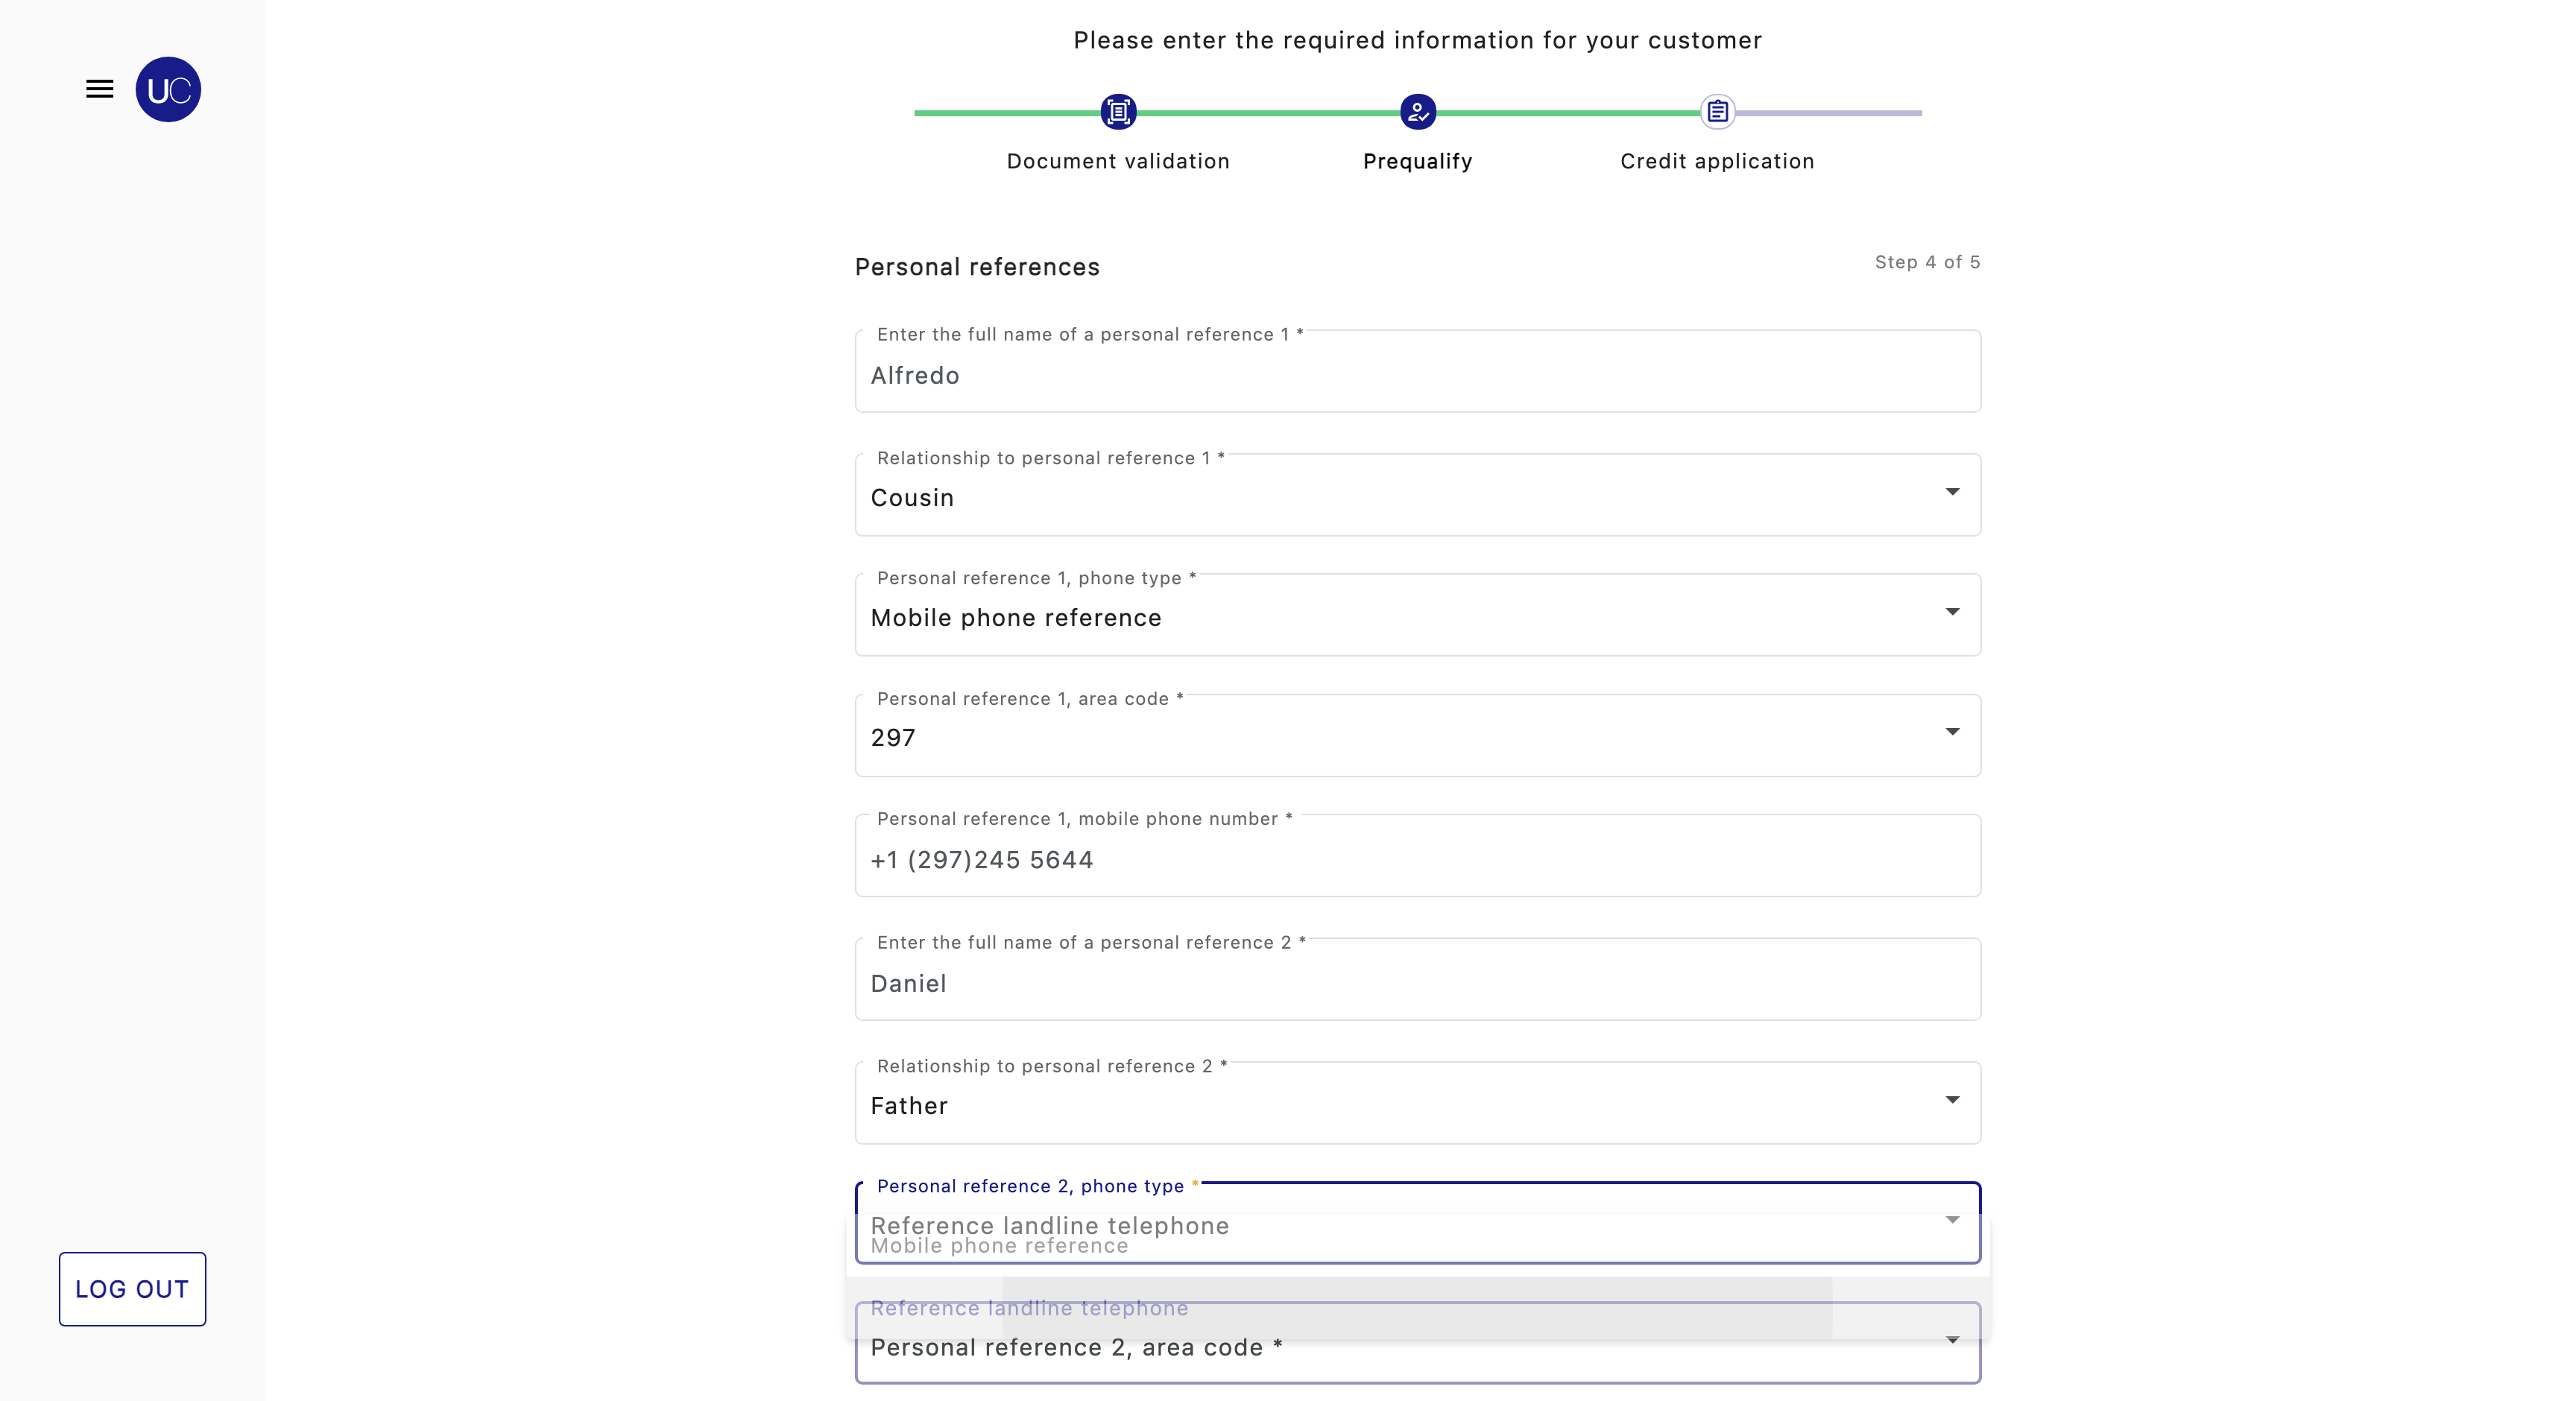 Please enter the required information for your customer
UC
Document validation
Prequalify
Credit application
Personal references
Step 4 of 5
Enter the full name of a personal reference 1 *
Alfredo
Relationship to personal reference 1 *
Cousin
Personal reference 1, phone type *
Mobile phone reference
Personal reference 1, area code *
297
Personal reference 1, mobile phone number *
+1 (297)245 5644
Enter the full name of a personal reference 2 *
Daniel
Relationship to personal reference 2 *
Father
Personal reference 2, phone type *
Reference landline telephone
Mobile phone reference
Reference landline telephone
Personal reference 2, area code *
LOG OUT